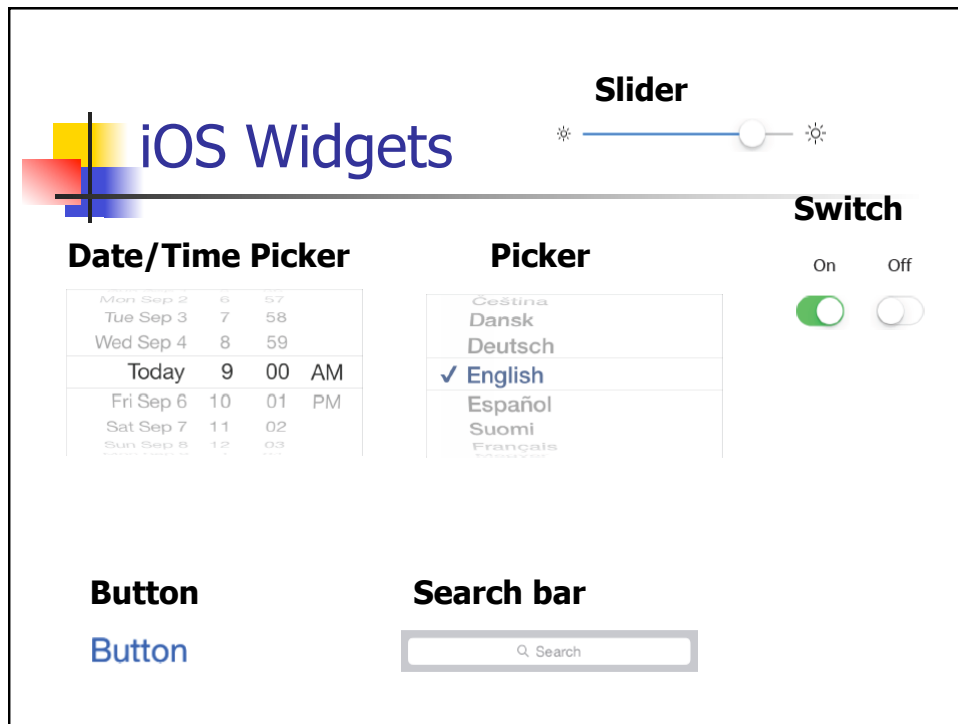 Slider
iOS Widgets
Switch
Date/Time Picker
Picker
On Off
Mon Sep 2 6 57
Tue Sep 3 7 58
Wed Sep 4 8 59
Today 9 00 AM
Fri Sep 6 10 01 PM
Sat Sep 7 11 02
Sun Sep 8 12 03
Čeština
Dansk
Deutsch
✓ English
Español
Suomi
Français
Button
Search bar
Button
Search